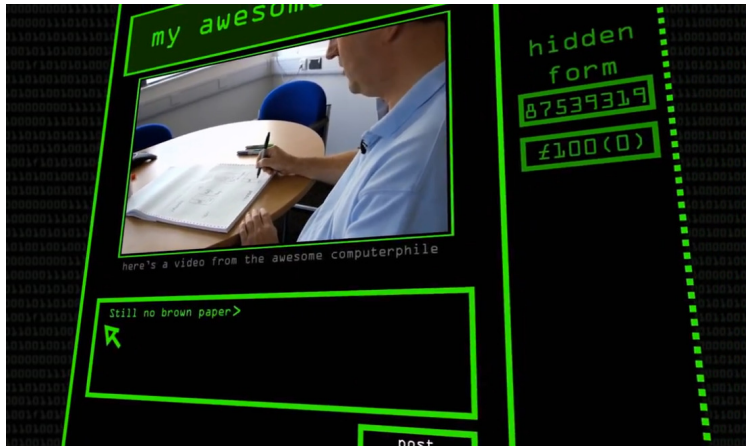 my awesome
hidden
form
87539319
£100(0)
here's a video from the awesome computerphile
Still no brown paper>
post